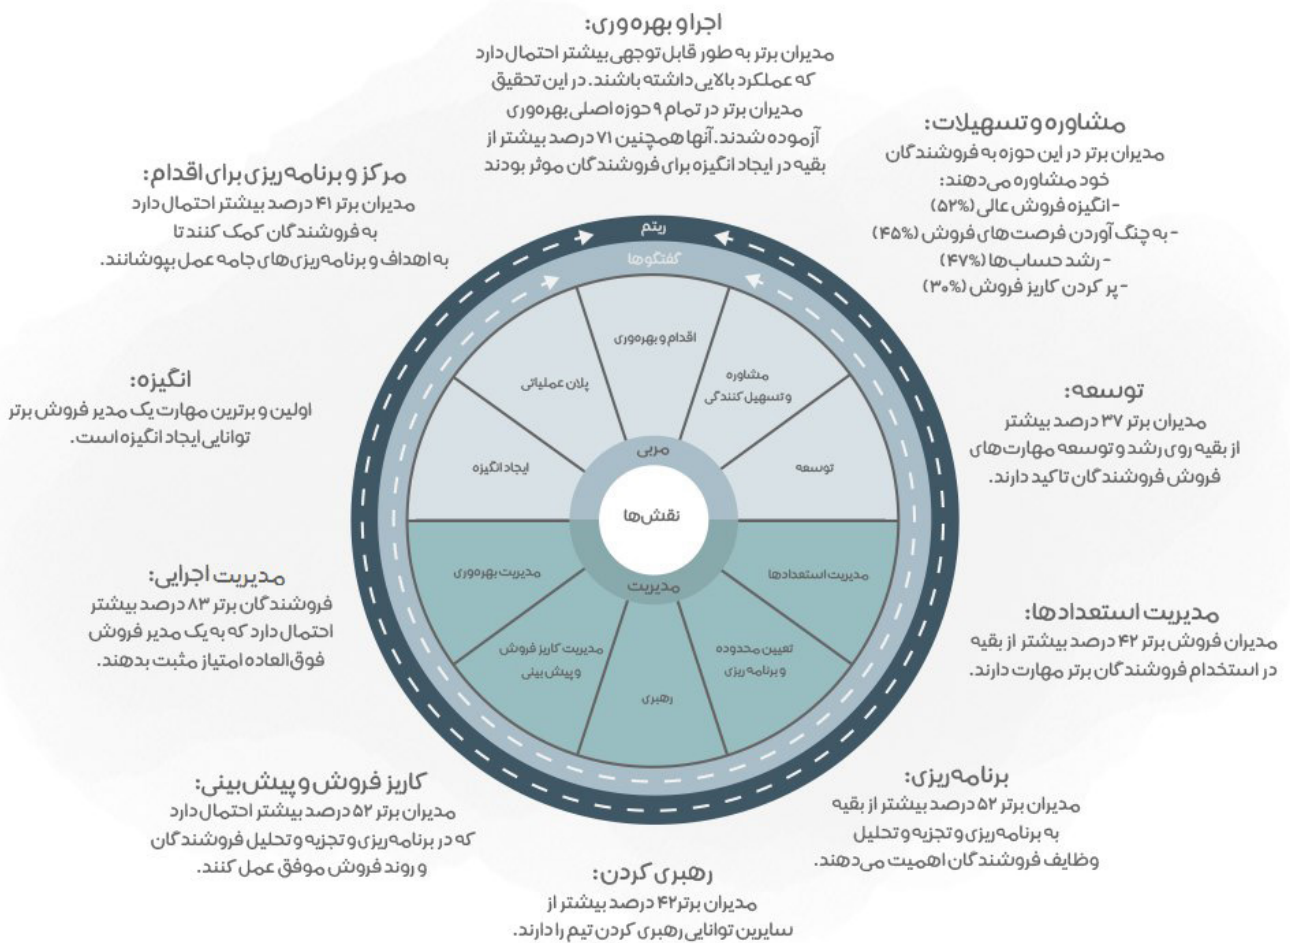 اجرا و بهره‌وری:
مدیران برتر به طور قابل توجهی بیشتر احتمال دارد
که عملکرد بالایی داشته باشند. در این تحقیق
مدیران برتر در تمام ۹ حوزه اصلی بهره‌وری
آزموده شدند. آنها همچنین ۷۱ درصد بیشتر از
بقیه در ایجاد انگیزه برای فروشندگان موثر بودند
مشاوره و تسهیلات:
مدیران برتر در این حوزه به فروشندگان
خود مشاوره می‌دهند:
- انگیزه فروش عالی (۵۲%)
- به چنگ آوردن فرصت‌های فروش (۴۵%)
- رشد حساب‌ها (۴۷%)
- پر کردن کاریز فروش (۳۰%)
توسعه:
مدیران برتر ۳۷ درصد بیشتر
از بقیه روی رشد و توسعه مهارت‌های
فروش فروشندگان تاکید دارند.
مدیریت استعدادها:
مدیران فروش برتر ۴۲ درصد بیشتر از بقیه
در استخدام فروشندگان برتر مهارت دارند.
برنامه‌ریزی:
مدیران برتر ۵۲ درصد بیشتر از بقیه
به برنامه‌ریزی و تجزیه و تحلیل
وظایف فروشندگان اهمیت می‌دهند.
رهبری کردن:
مدیران برتر۴۲ درصد بیشتر از
سایرین توانایی رهبری کردن تیم را دارند.
کاریز فروش و پیش‌بینی:
مدیران برتر ۵۲ درصد بیشتر احتمال دارد
که در برنامه‌ریزی و تجزیه و تحلیل فروشندگان
و روند فروش موفق عمل کنند.
مدیریت اجرایی:
فروشندگان برتر ۸۳ درصد بیشتر
احتمال دارد که به یک مدیر فروش
فوق‌العاده امتیاز مثبت بدهند.
انگیزه:
اولین و برترین مهارت یک مدیر فروش برتر
توانایی ایجاد انگیزه است.
مرکز و برنامه‌ریزی برای اقدام:
مدیران برتر ۴۱ درصد بیشتر احتمال دارد
به فروشندگان کمک کنند تا
به اهداف و برنامه‌ریزی‌های جامه عمل بپوشانند.
ریتم
گفتگوها
اقدام و بهره‌وری
مشاوره
و تسهیل کنندگی
توسعه
مدیریت استعدادها
تعیین محدوده
و برنامه ریزی
رهبری
مدیریت کاریز فروش
و پیش بینی
مدیریت بهره‌وری
ایجاد انگیزه
پلان عملیاتی
مربی
نقش‌ها
مدیریت